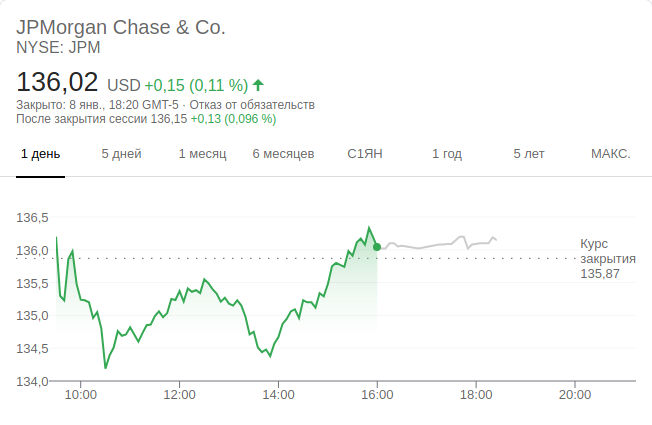 JPMorgan Chase & Co.
NYSE: JPM
136,02 USD +0,15 (0,11 %)
Закрыто: 8 янв., 18:20 GMT-5 · Отказ от обязательств
После закрытия сессии 136,15 +0,13 (0,096 %)
1 день 5 дней 1 месяц 6 месяцев С1ЯН 1 год 5 лет МАКС.
136,5
136,0
135,5
135,0
134,5
134,0
Курс
закрытия
135,87
10:00 12:00 14:00 16:00 18:00 20:00